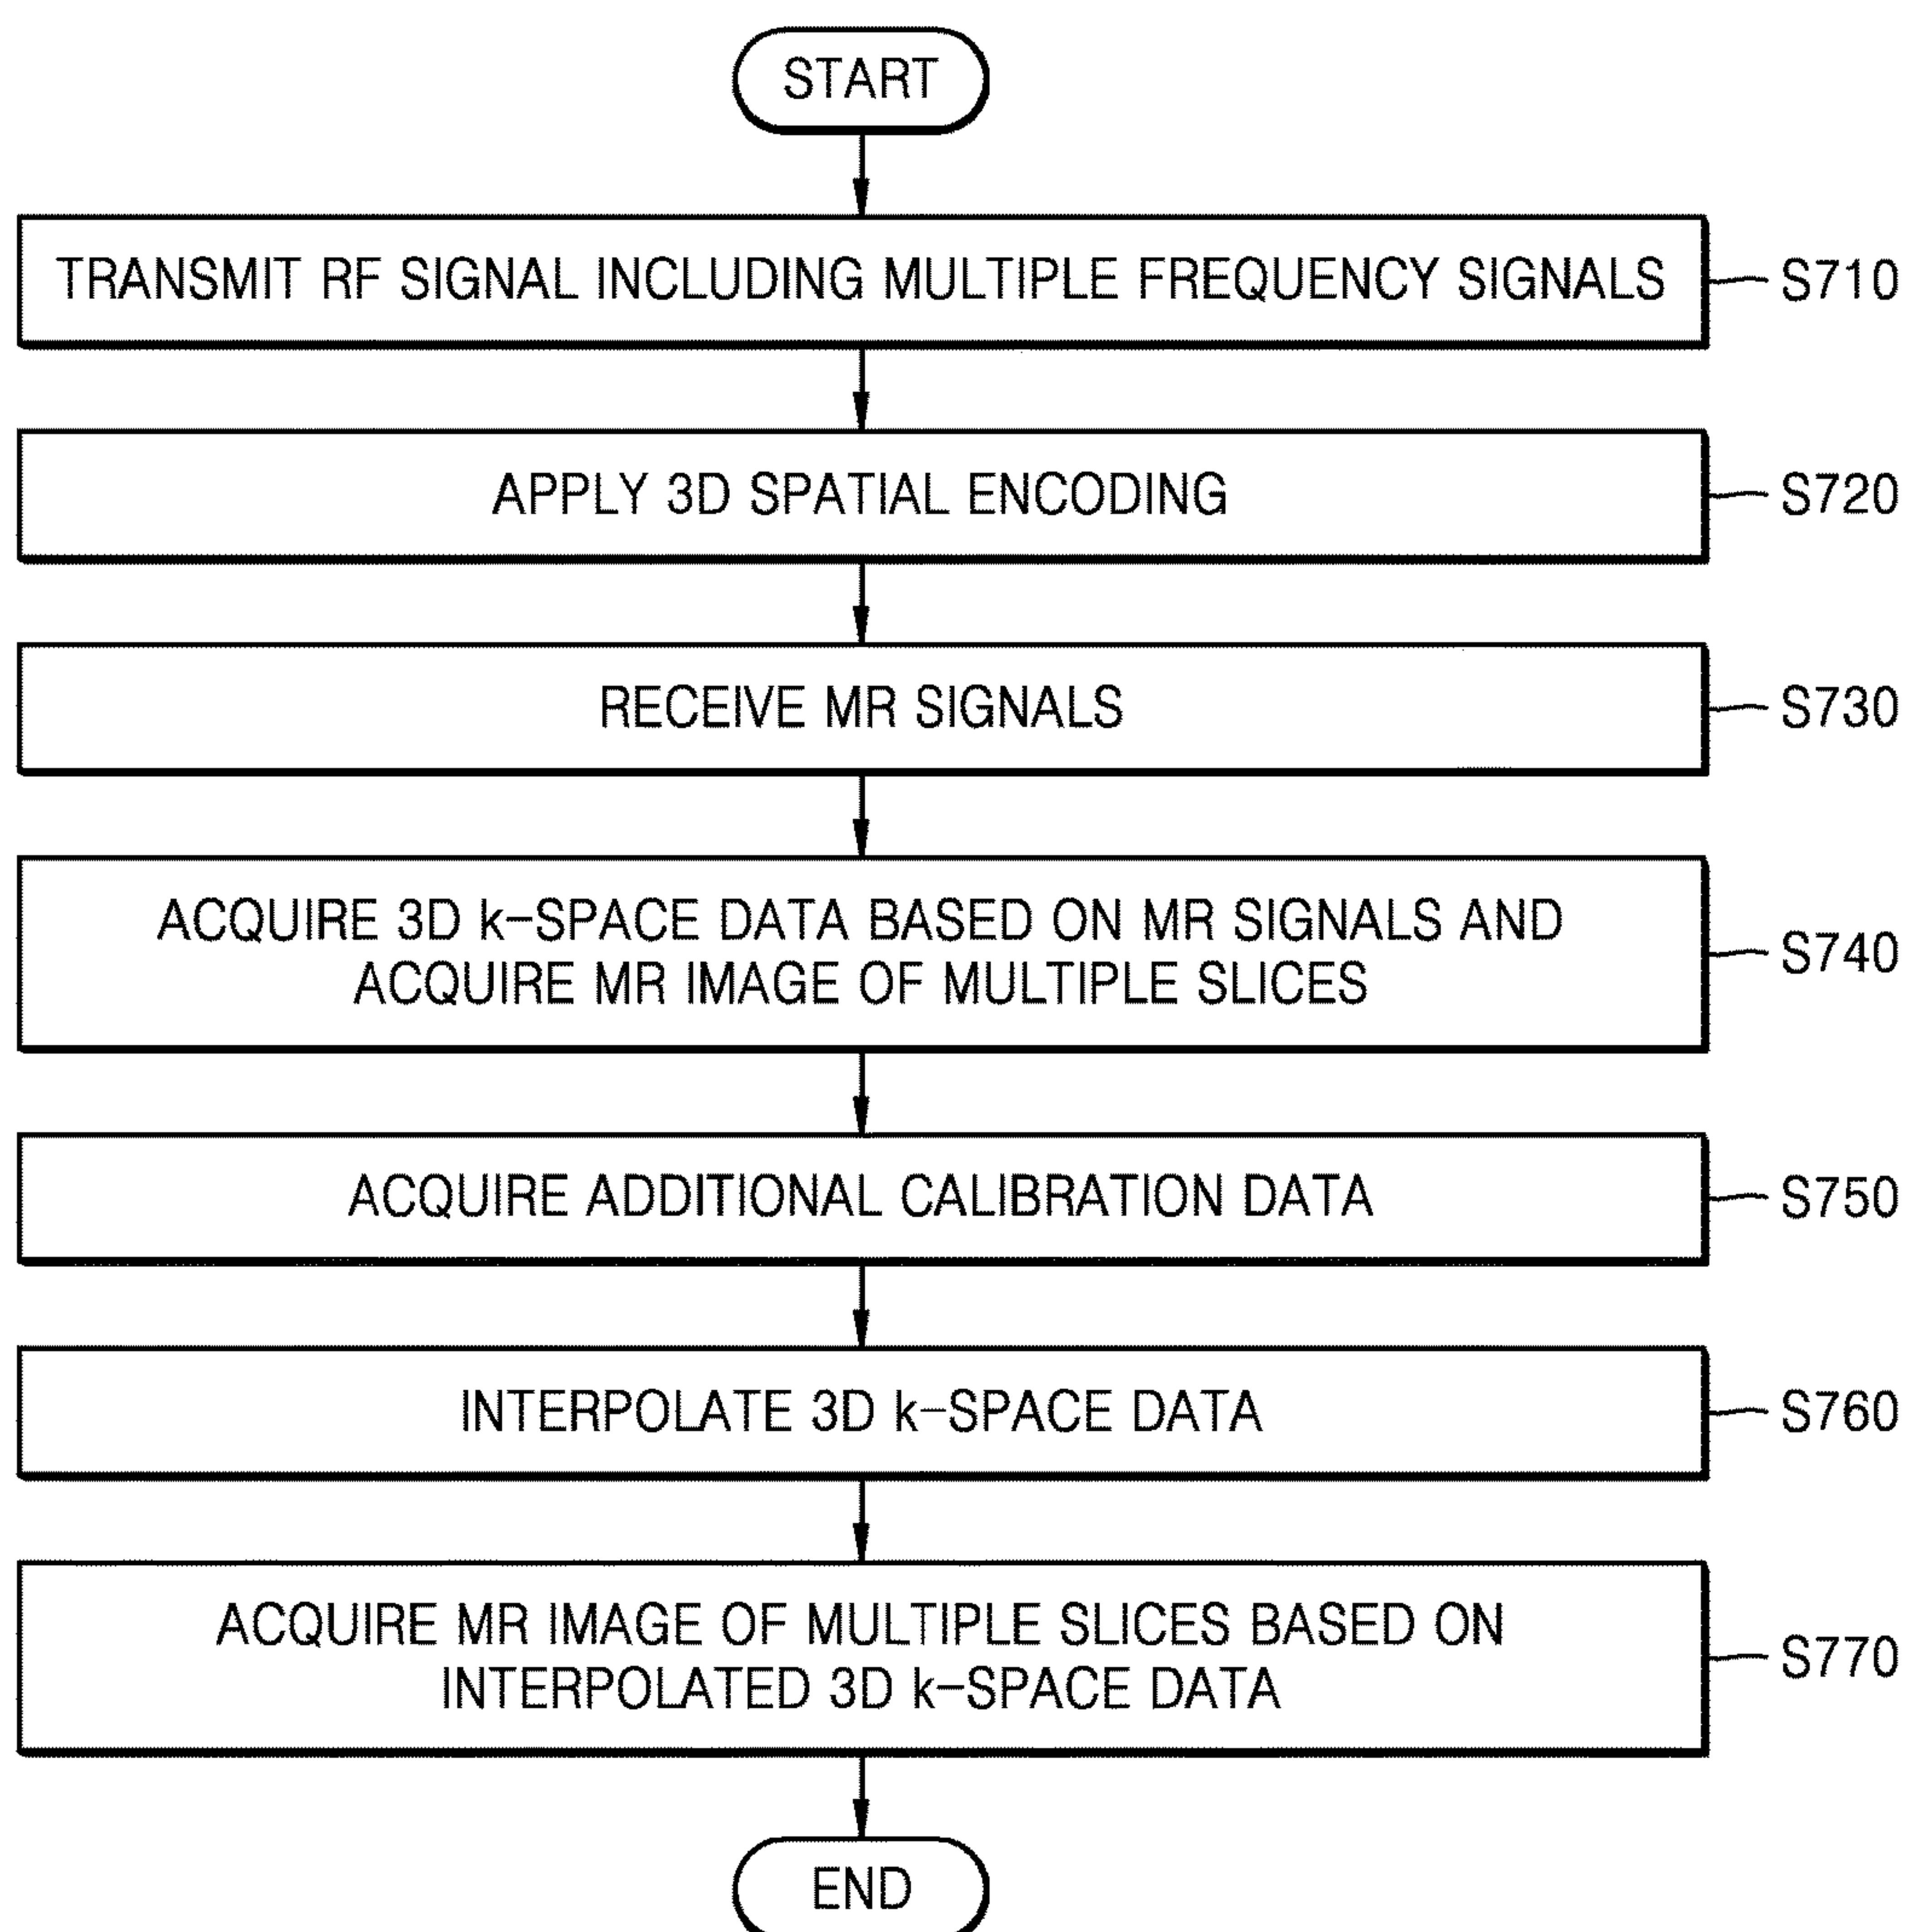 START
TRANSMIT RF SIGNAL INCLUDING MULTIPLE FREQUENCY SIGNALS
S710
APPLY 3D SPATIAL ENCODING
S720
RECEIVE MR SIGNALS
S730
ACQUIRE 3D k-SPACE DATA BASED ON MR SIGNALS AND
ACQUIRE MR IMAGE OF MULTIPLE SLICES
S740
ACQUIRE ADDITIONAL CALIBRATION DATA
S750
INTERPOLATE 3D k-SPACE DATA
S760
ACQUIRE MR IMAGE OF MULTIPLE SLICES BASED ON
INTERPOLATED 3D k-SPACE DATA
S770
END